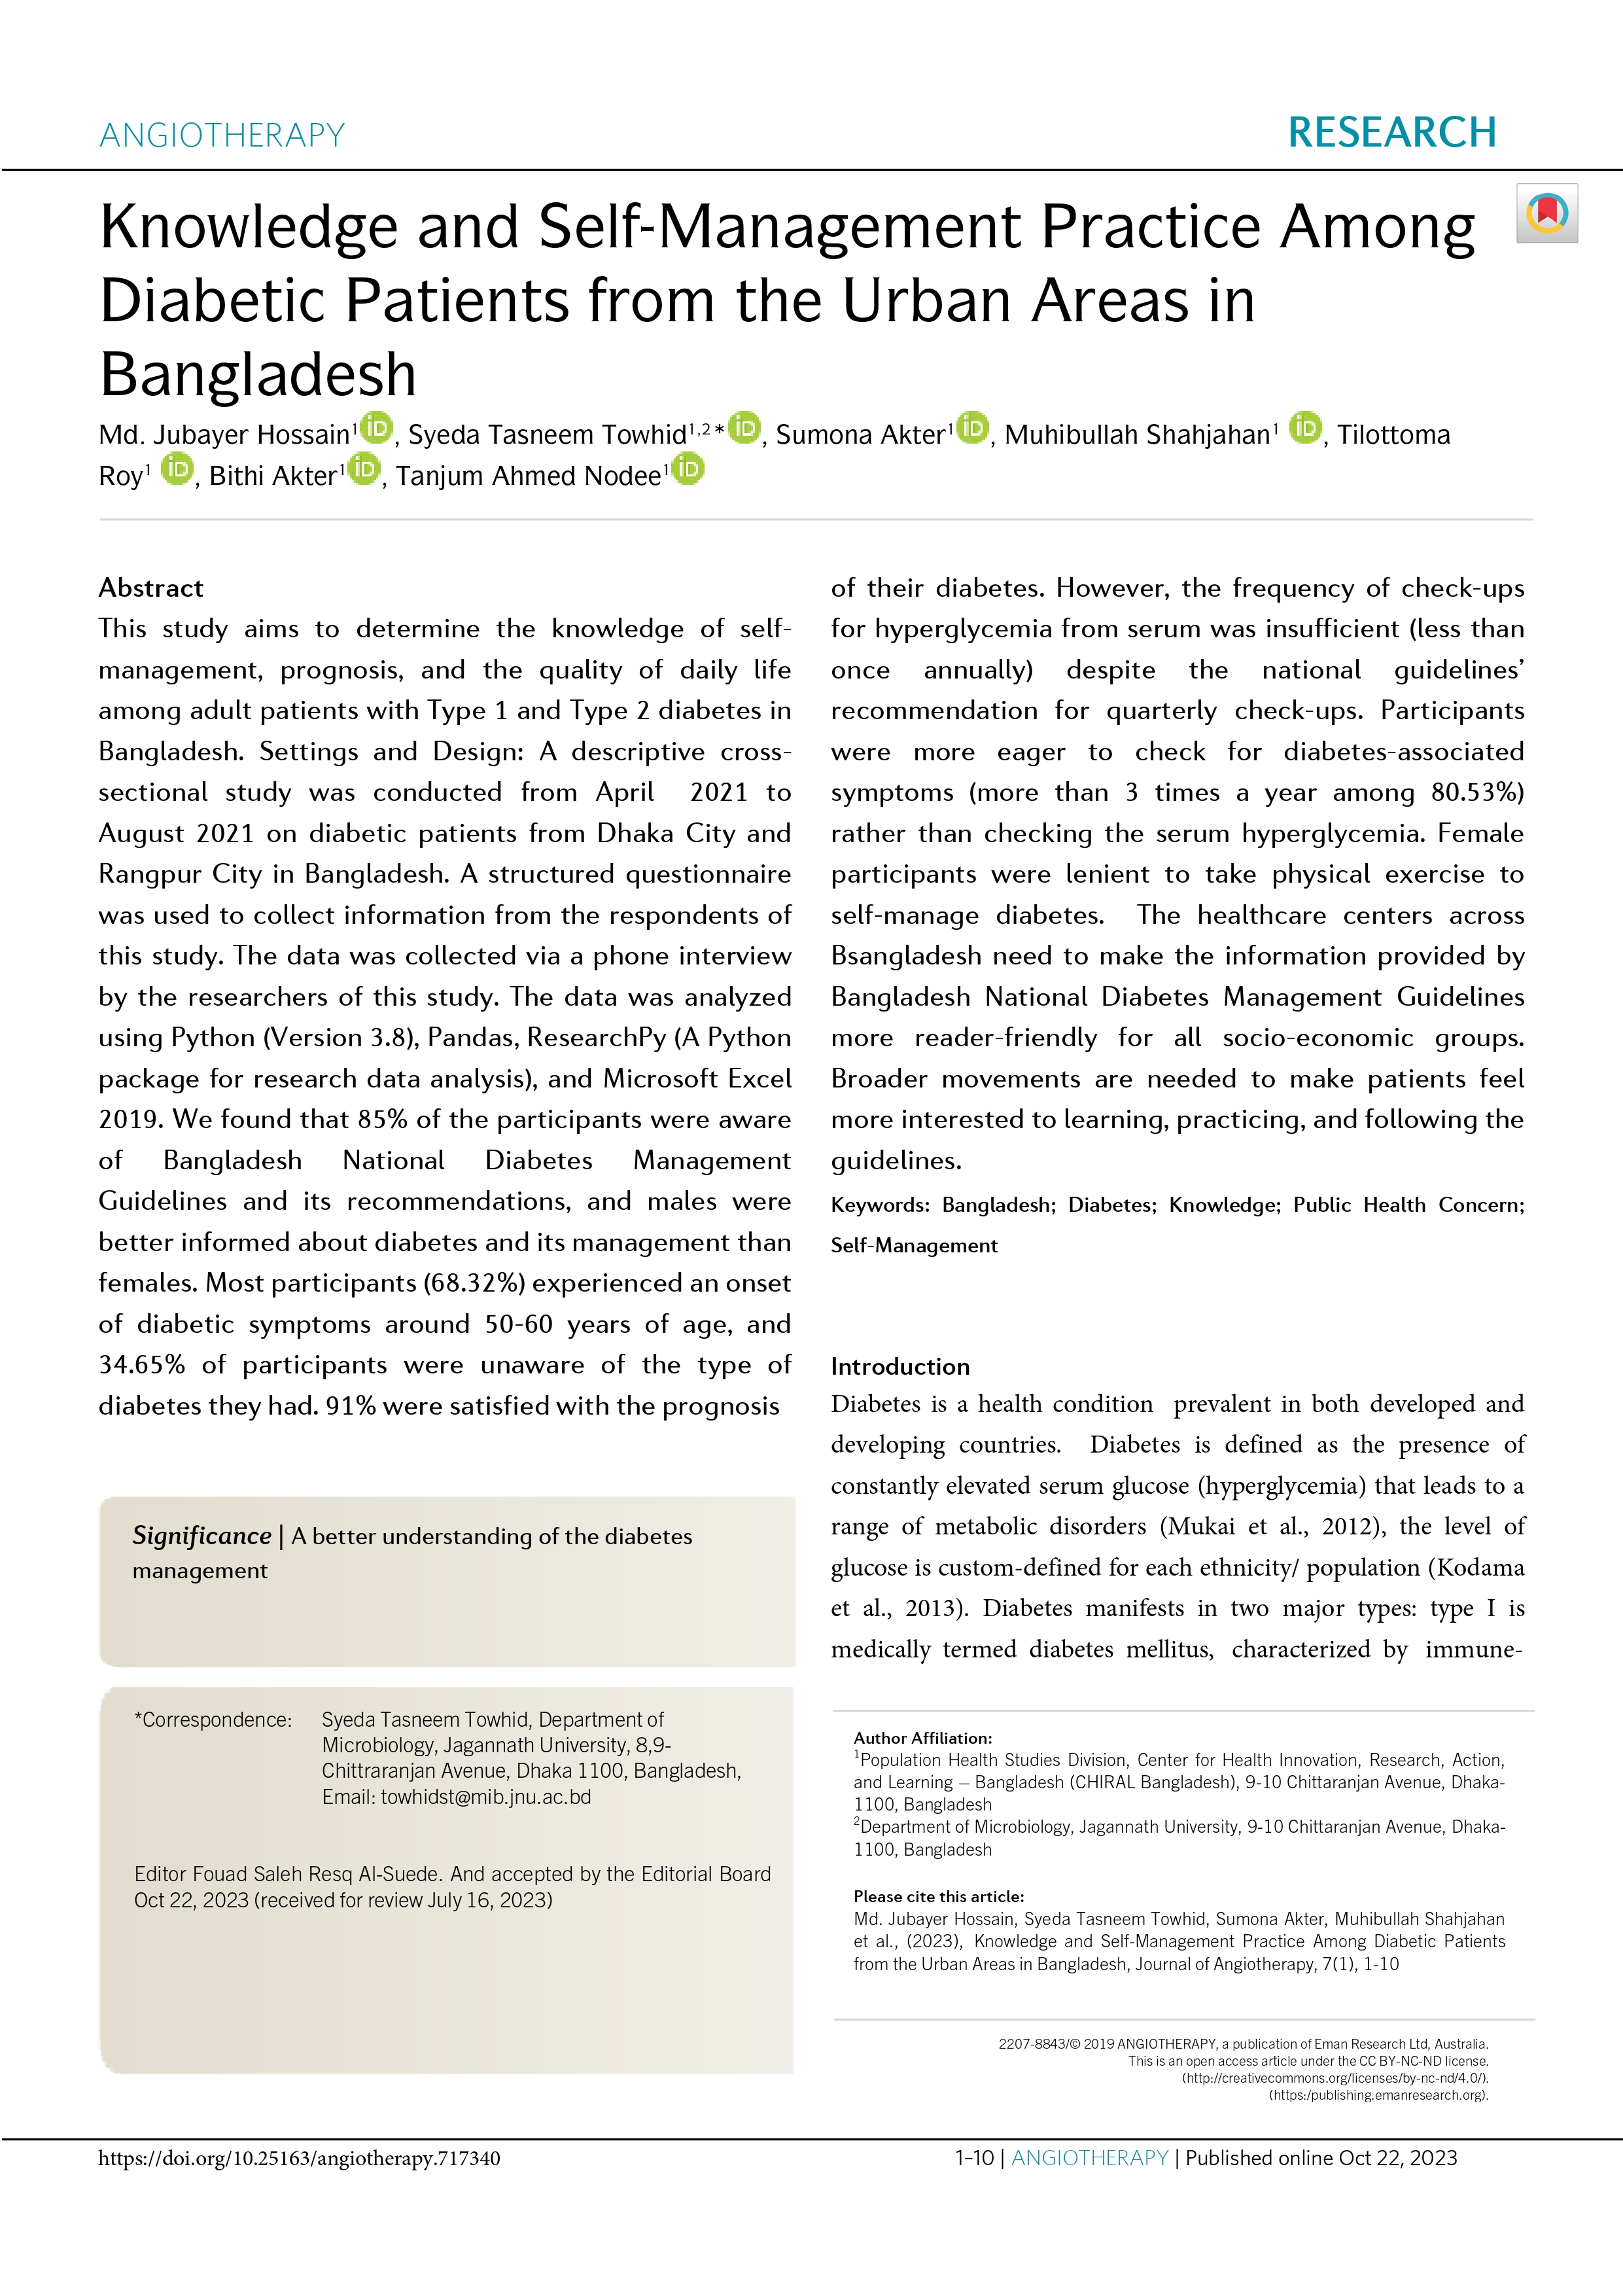 ANGIOTHERAPY
RESEARCH
Knowledge and Self-Management Practice Among
Diabetic Patients from the Urban Areas in
Bangladesh
Md. Jubayer Hossain1 iD, Syeda Tasneem Towhid1,2* iD, Sumona Akter1 iD, Muhibullah Shahjahan1 iD, Tilottoma
Roy1 iD, Bithi Akter1 iD, Tanjum Ahmed Nodee1 iD
Abstract
This study aims to determine the knowledge of self-
management, prognosis, and the quality of daily life
among adult patients with Type 1 and Type 2 diabetes in
Bangladesh. Settings and Design: A descriptive cross-
sectional study was conducted from April 2021 to
August 2021 on diabetic patients from Dhaka City and
Rangpur City in Bangladesh. A structured questionnaire
was used to collect information from the respondents of
this study. The data was collected via a phone interview
by the researchers of this study. The data was analyzed
using Python (Version 3.8), Pandas, ResearchPy (A Python
package for research data analysis), and Microsoft Excel
2019. We found that 85% of the participants were aware
of Bangladesh National Diabetes Management
Guidelines and its recommendations, and males were
better informed about diabetes and its management than
females. Most participants (68.32%) experienced an onset
of diabetic symptoms around 50-60 years of age, and
34.65% of participants were unaware of the type of
diabetes they had. 91% were satisfied with the prognosis
of their diabetes. However, the frequency of check-ups
for hyperglycemia from serum was insufficient (less than
once annually) despite the national guidelines’
recommendation for quarterly check-ups. Participants
were more eager to check for diabetes-associated
symptoms (more than 3 times a year among 80.53%)
rather than checking the serum hyperglycemia. Female
participants were lenient to take physical exercise to
self-manage diabetes. The healthcare centers across
Bsangladesh need to make the information provided by
Bangladesh National Diabetes Management Guidelines
more reader-friendly for all socio-economic groups.
Broader movements are needed to make patients feel
more interested to learning, practicing, and following the
guidelines.
Keywords: Bangladesh; Diabetes; Knowledge; Public Health Concern;
Self-Management
Introduction
Diabetes is a health condition prevalent in both developed and
developing countries. Diabetes is defined as the presence of
constantly elevated serum glucose (hyperglycemia) that leads to a
range of metabolic disorders (Mukai et al., 2012), the level of
glucose is custom-defined for each ethnicity/ population (Kodama
et al., 2013). Diabetes manifests in two major types: type I is
medically termed diabetes mellitus, characterized by immune-
Significance | A better understanding of the diabetes
management
*Correspondence: Syeda Tasneem Towhid, Department of
Microbiology, Jagannath University, 8,9-
Chittraranjan Avenue, Dhaka 1100, Bangladesh,
Email: towhidst@mib.jnu.ac.bd
Editor Fouad Saleh Resq Al-Suede. And accepted by the Editorial Board
Oct 22, 2023 (received for review July 16, 2023)
Author Affiliation:
1Population Health Studies Division, Center for Health Innovation, Research, Action,
and Learning – Bangladesh (CHIRAL Bangladesh), 9-10 Chittaranjan Avenue, Dhaka-
1100, Bangladesh
2Department of Microbiology, Jagannath University, 9-10 Chittaranjan Avenue, Dhaka-
1100, Bangladesh
Please cite this article:
Md. Jubayer Hossain, Syeda Tasneem Towhid, Sumona Akter, Muhibullah Shahjahan
et al., (2023), Knowledge and Self-Management Practice Among Diabetic Patients
from the Urban Areas in Bangladesh, Journal of Angiotherapy, 7(1), 1-10
2207-8843/© 2019 ANGIOTHERAPY, a publication of Eman Research Ltd, Australia.
This is an open access article under the CC BY-NC-ND license.
(http://creativecommons.org/licenses/by-nc-nd/4.0/).
(https:/publishing.emanresearch.org).
https://doi.org/10.25163/angiotherapy.717340
1–10 | ANGIOTHERAPY | Published online Oct 22, 2023